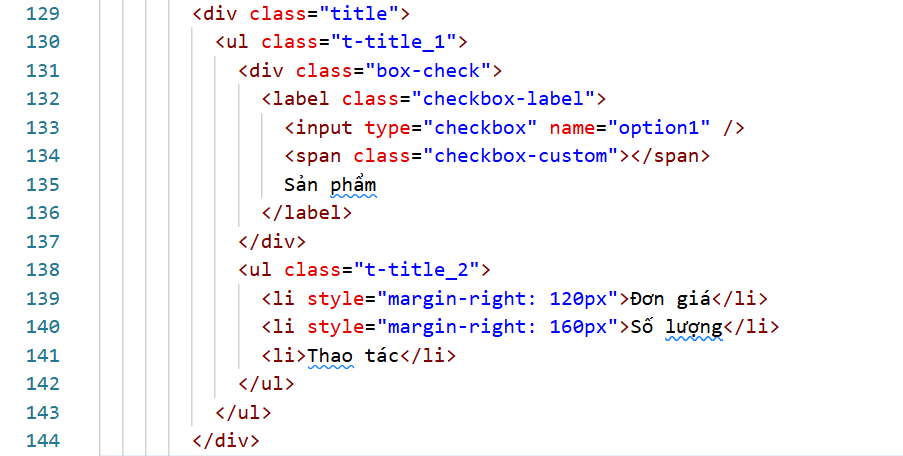 129 <div class="title">
130 <ul class="t-title_1">
131 <div class="box-check">
132 <label class="checkbox-label">
133 <input type="checkbox" name="option1" />
134 <span class="checkbox-custom"></span>
135 Sản phẩm
136 </label>
137 </div>
138 <ul class="t-title_2">
139 <li style="margin-right: 120px">Đơn giá</li>
140 <li style="margin-right: 160px">Số lượng</li>
141 <li>Thao tác</li>
142 </ul>
143 </ul>
144 </div>